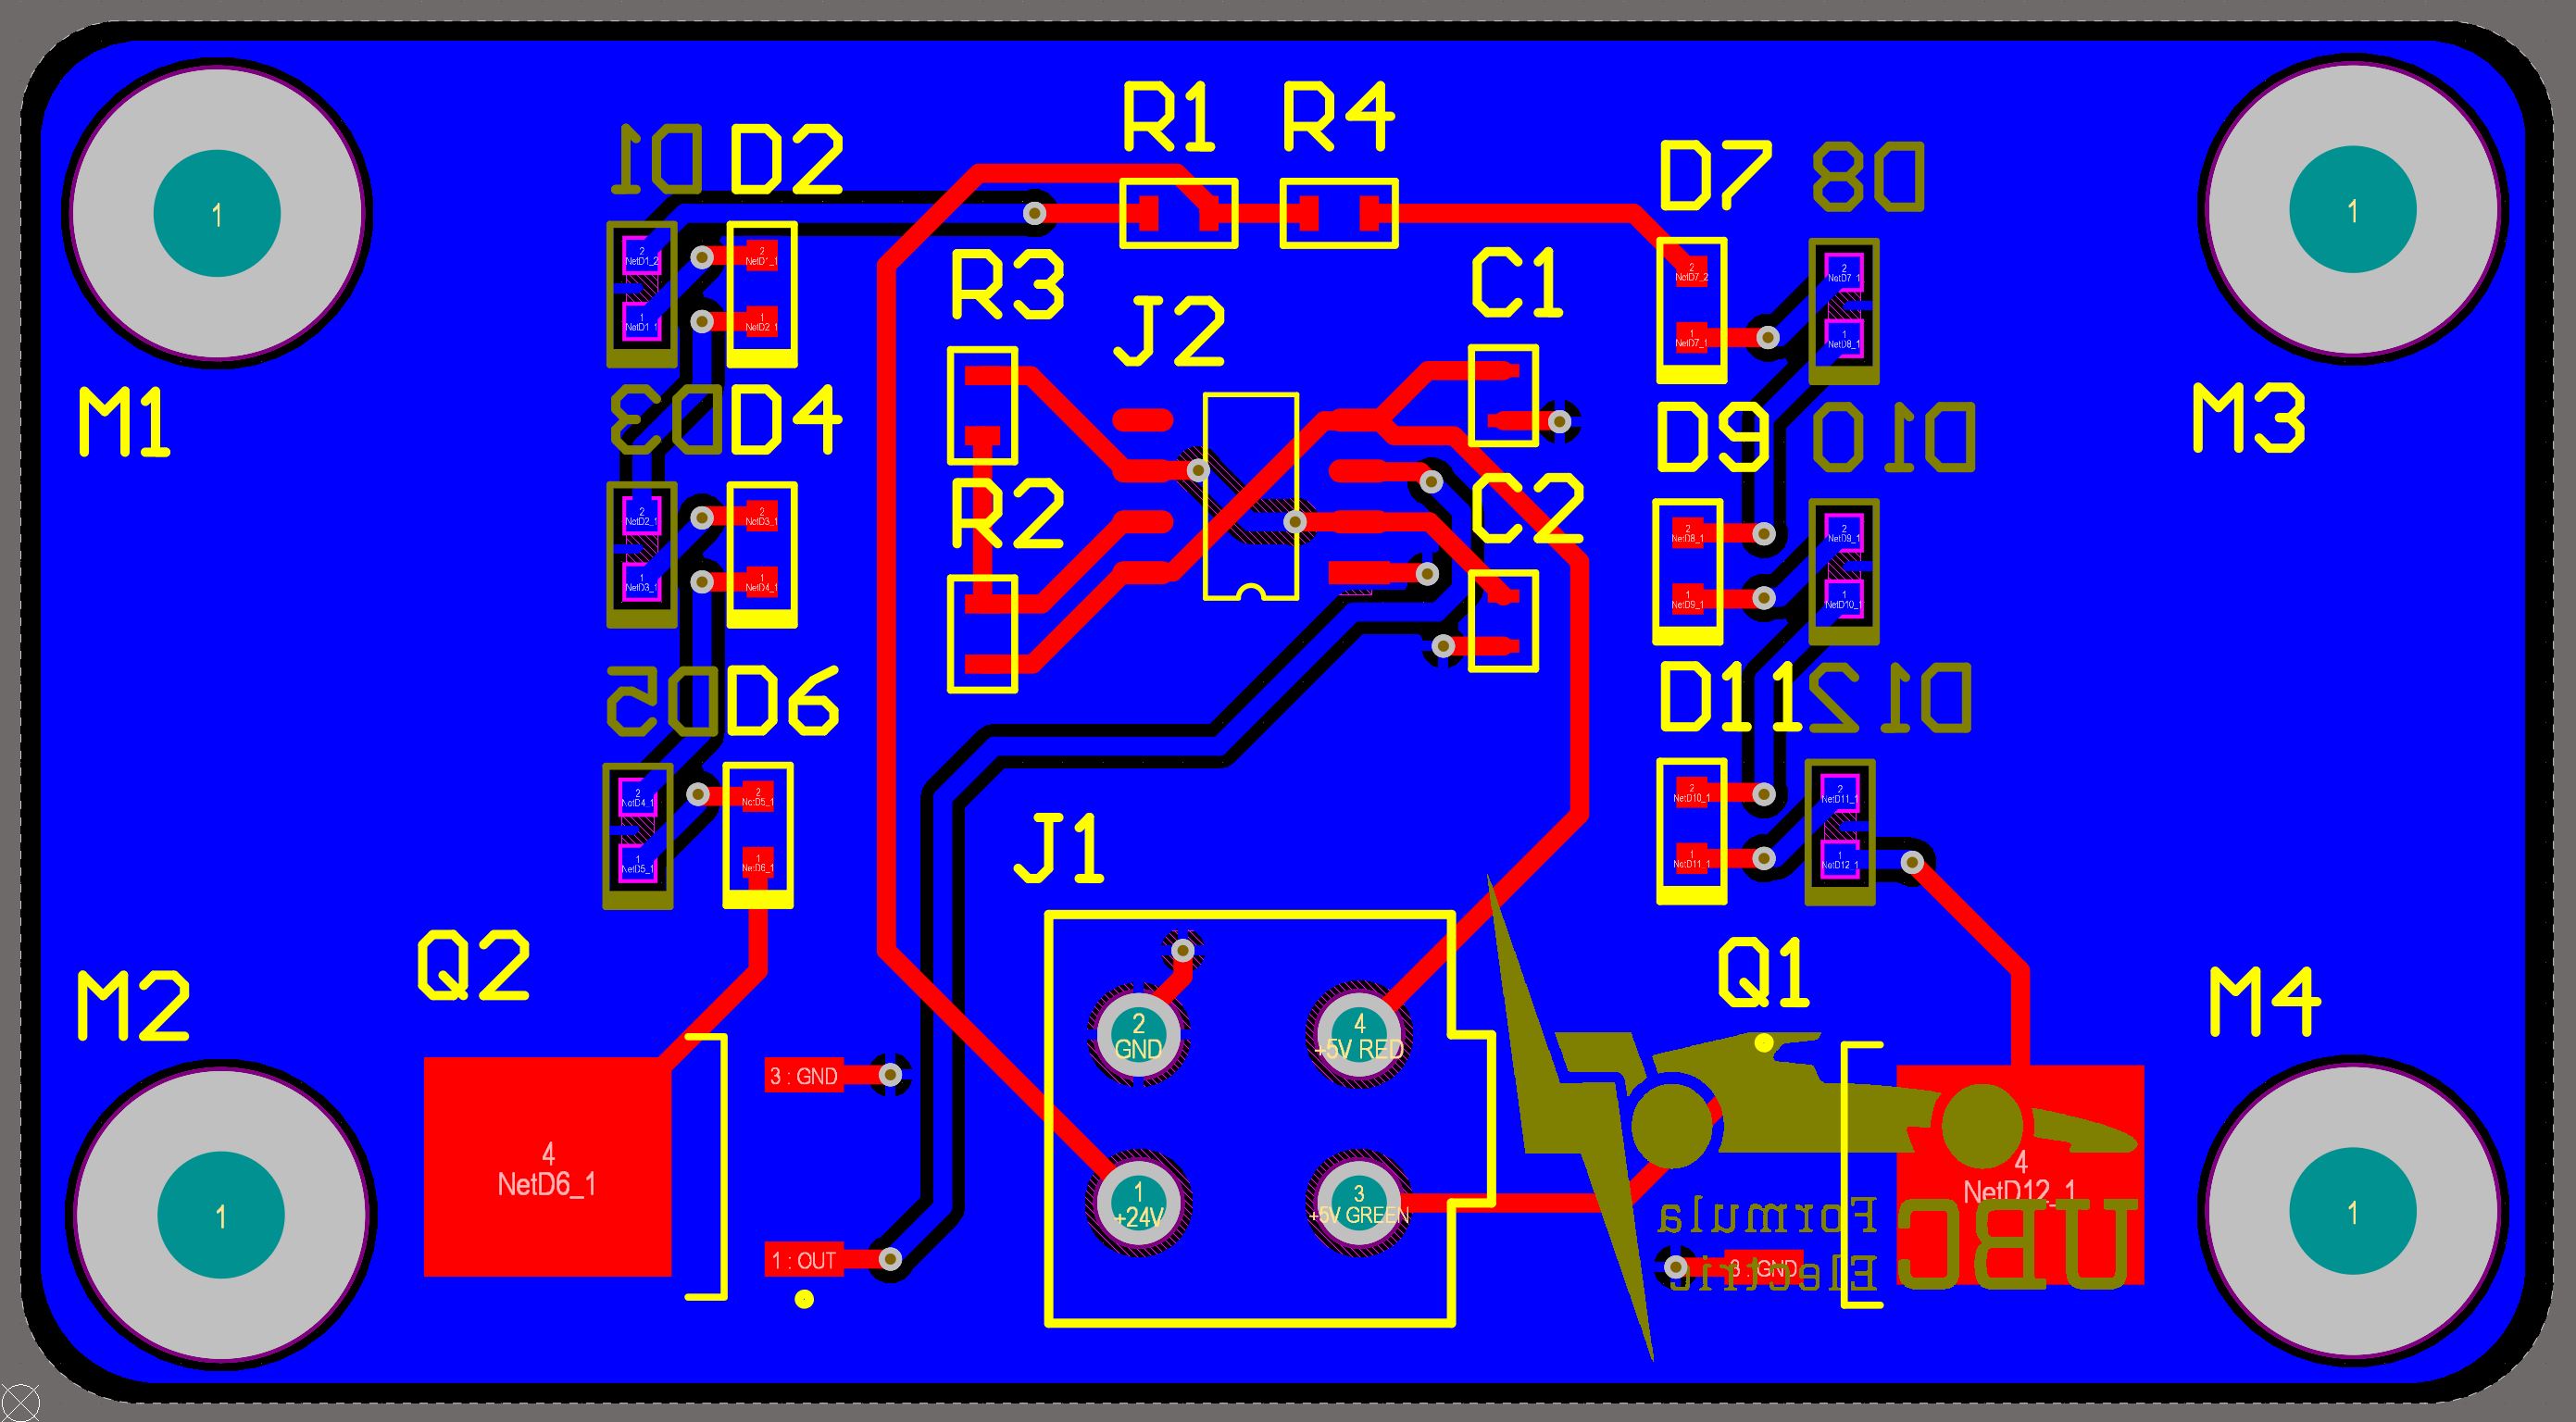 R1 R4
D1 D2
D7 D8
2
NetD1_2
1
NetD1_1
2
NetD1_1
1
NetD2_1
2
NetD7_2
1
NetD7_1
2
NetD7_1
1
NetD8_1
1
1
R3
J2
C1
M1
D3 D4
D9 D10
M3
R2
C2
2
NetD2_1
1
NetD3_1
2
NetD3_1
1
NetD4_1
2
NetD8_1
1
NetD9_1
2
NetD9_1
1
NetD10_1
D5 D6
D11 D12
2
NetD4_1
1
NetD5_1
2
NetD5_1
1
NetD6_1
2
NetD10_1
1
NetD11_1
2
NetD11_1
1
NetD12_1
J1
Q2
Q1
M2
M4
2
GND
4
+5V RED
3 : GND
4
NetD6_1
1
+24V
3
+5V GREEN
4
NetD12_1
1
1
1 : OUT
3 : GND
Formula
Electric
UBC